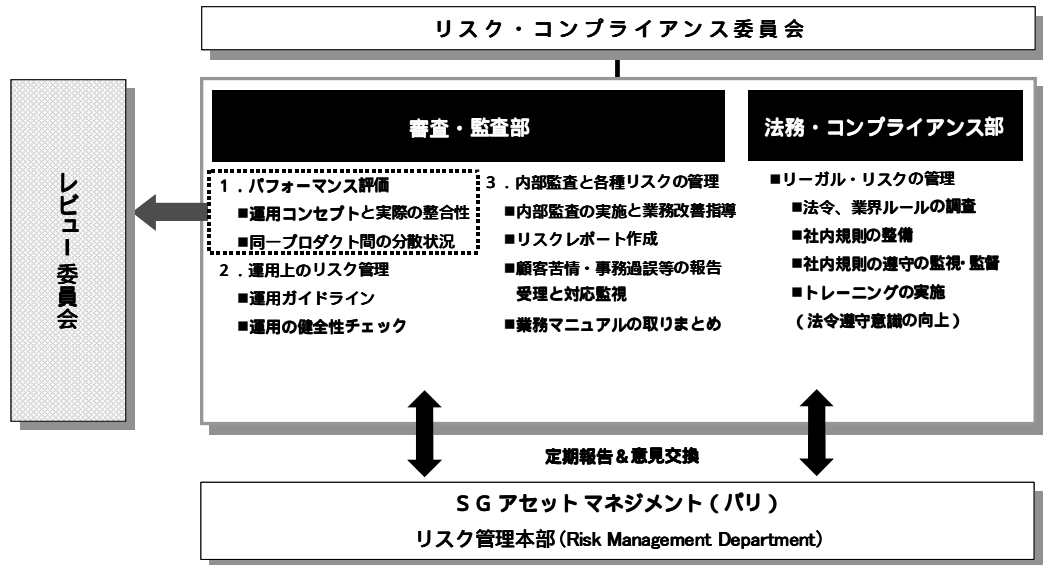 リスク・コンプライアンス委員会
レビュー委員会
審査・監査部
１．パフォーマンス評価
■運用コンセプトと実際の整合性
■同一プロダクト間の分散状況
２．運用上のリスク管理
■運用ガイドライン
■運用の健全性チェック
３．内部監査と各種リスクの管理
■内部監査の実施と業務改善指導
■リスクレポート作成
■顧客苦情・事務過誤等の報告
受理と対応監視
■業務マニュアルの取りまとめ
法務・コンプライアンス部
■リーガル・リスクの管理
■法令、業界ルールの調査
■社内規則の整備
■社内規則の遵守の監視・監督
■トレーニングの実施
（法令遵守意識の向上）
定期報告＆意見交換
ＳＧアセットマネジメント（パリ）
リスク管理本部（Risk Management Department）